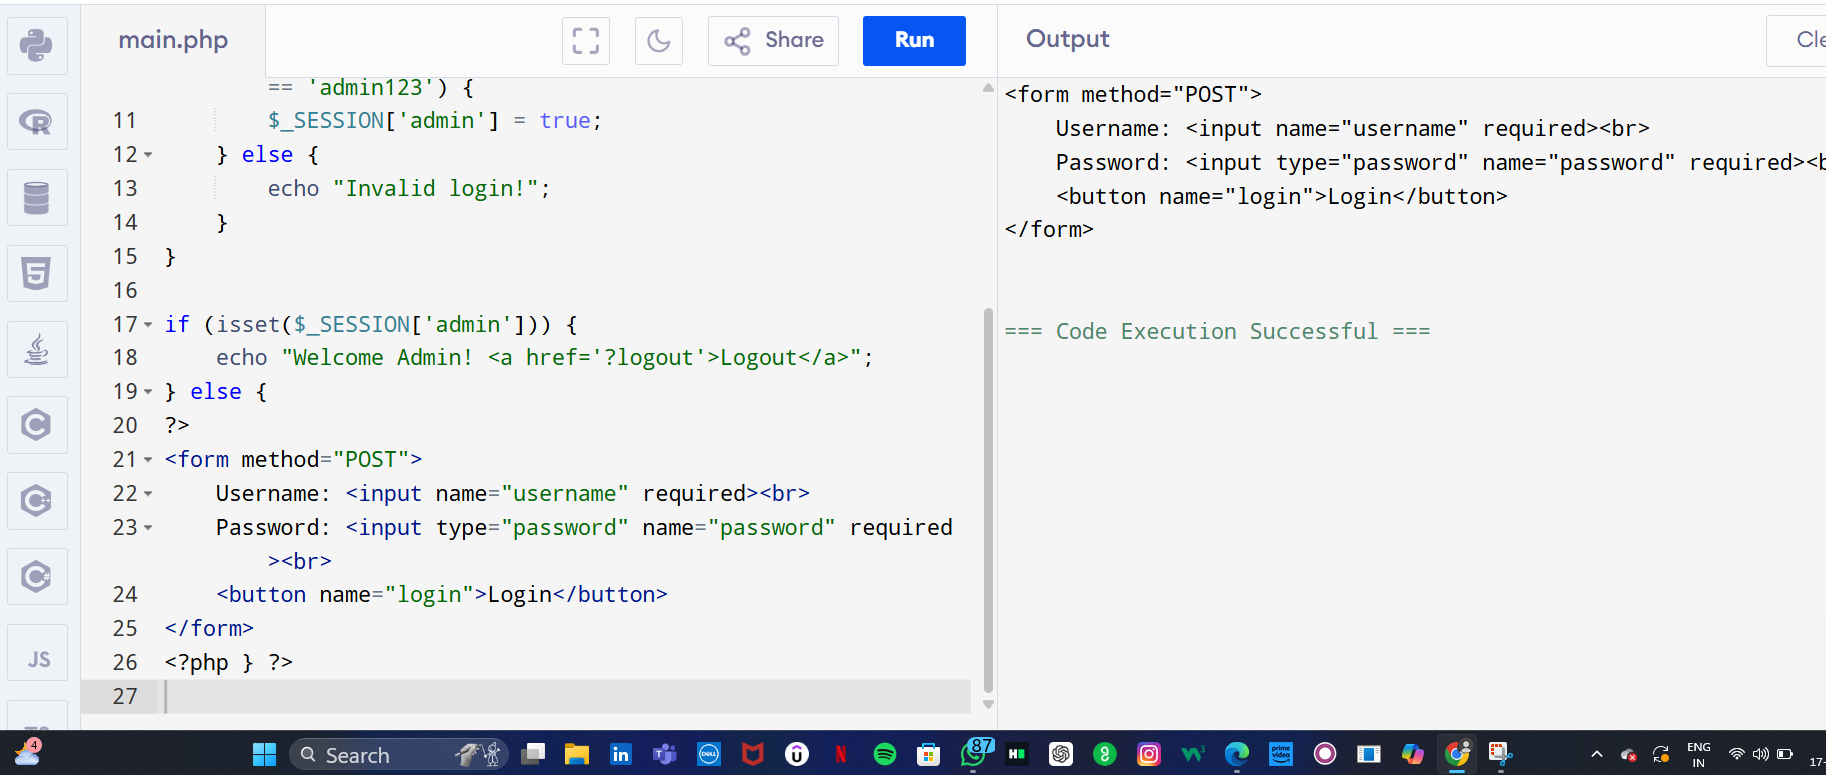 main.php
Share
Run
Output
Cle
== 'admin123') {
11 $_SESSION['admin'] = true;
12 } else {
13 echo "Invalid login!";
14 }
15 }
16
17 if (isset($_SESSION['admin'])) {
18 echo "Welcome Admin! <a href='?logout'>Logout</a>";
19 } else {
20 ?>
21 <form method="POST">
22 Username: <input name="username" required><br>
23 Password: <input type="password" name="password" required
><br>
24 <button name="login">Login</button>
25 </form>
26 <?php } ?>
27
<form method="POST">
Username: <input name="username" required><br>
Password: <input type="password" name="password" required><b
<button name="login">Login</button>
</form>
=== Code Execution Successful ===
JS
4
Search
in
DELL
N
87
H
prime
video
ENG
IN
17-